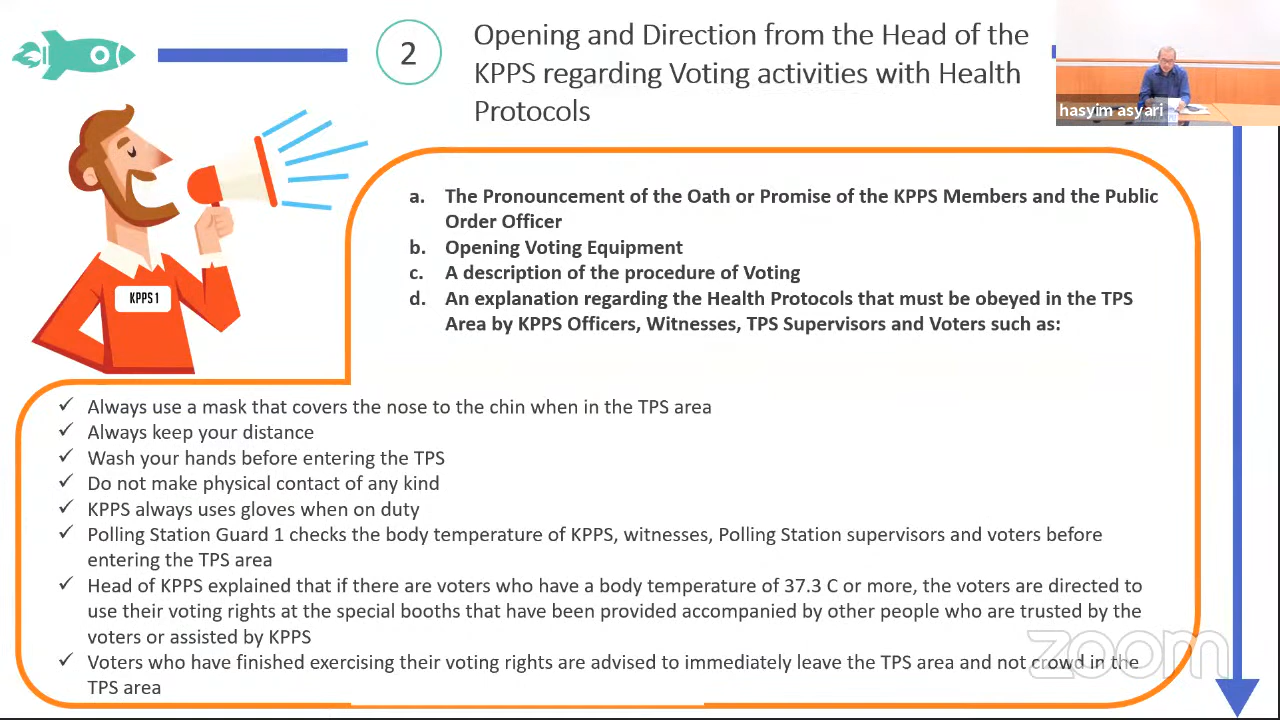 2
Opening and Direction from the Head of the
KPPS regarding Voting activities with Health
Protocols
hasyim asyari
KPPS 1
a. The Pronouncement of the Oath or Promise of the KPPS Members and the Public
Order Officer
b. Opening Voting Equipment
c. A description of the procedure of Voting
d. An explanation regarding the Health Protocols that must be obeyed in the TPS
Area by KPPS Officers, Witnesses, TPS Supervisors and Voters such as:
✓ Always use a mask that covers the nose to the chin when in the TPS area
✓ Always keep your distance
✓ Wash your hands before entering the TPS
✓ Do not make physical contact of any kind
✓ KPPS always uses gloves when on duty
✓ Polling Station Guard 1 checks the body temperature of KPPS, witnesses, Polling Station supervisors and voters before
entering the TPS area
✓ Head of KPPS explained that if there are voters who have a body temperature of 37.3 C or more, the voters are directed to
use their voting rights at the special booths that have been provided accompanied by other people who are trusted by the
voters or assisted by KPPS
✓ Voters who have finished exercising their voting rights are advised to immediately leave the TPS area and not crowd in the
TPS area
zoom